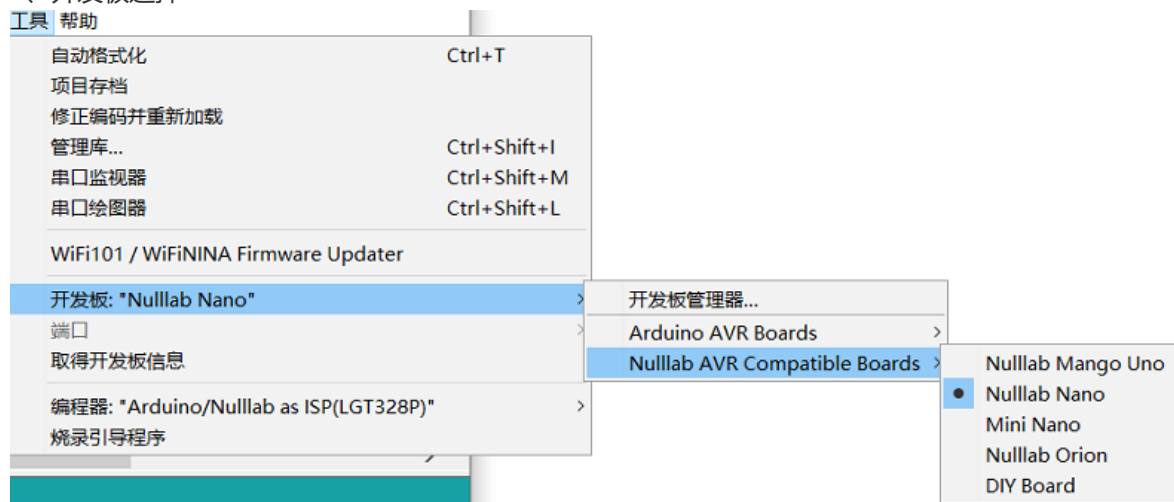 开发板选择
工具 帮助
自动格式化 Ctrl+T
项目存档
修正编码并重新加载
管理库... Ctrl+Shift+I
串口监视器 Ctrl+Shift+M
串口绘图器 Ctrl+Shift+L
WiFi101 / WiFiNINA Firmware Updater
开发板: "Nulllab Nano"
端口
取得开发板信息
编程器: "Arduino/Nulllab as ISP(LGT328P)"
烧录引导程序
开发板管理器...
Arduino AVR Boards
Nulllab AVR Compatible Boards
Nulllab Mango Uno
Nulllab Nano
Mini Nano
Nulllab Orion
DIY Board